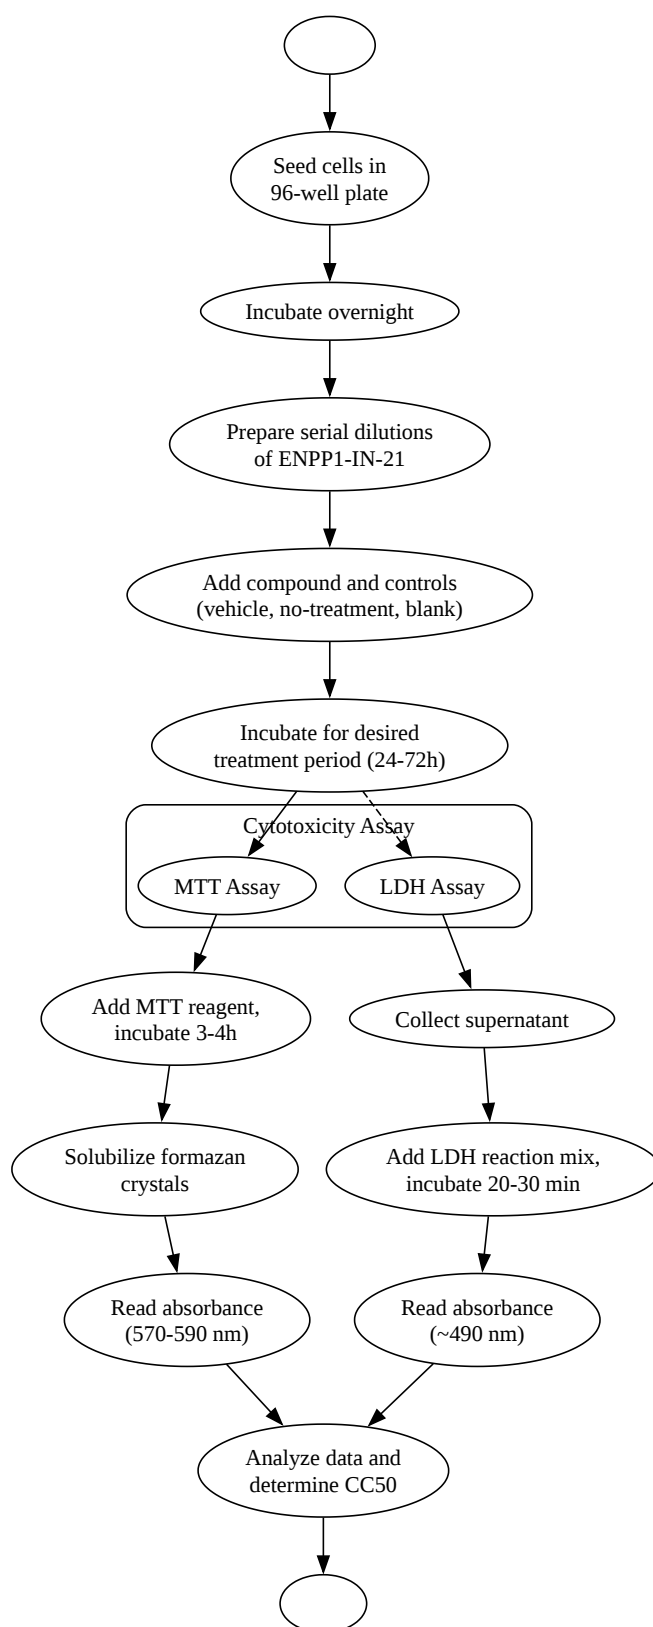 Seed cells in
96-well plate
Incubate overnight
Prepare serial dilutions
of ENPP1-IN-21
Add compound and controls
(vehicle, no-treatment, blank)
Incubate for desired
treatment period (24-72h)
Cytotoxicity Assay
MTT Assay
LDH Assay
Add MTT reagent,
incubate 3-4h
Collect supernatant
Solubilize formazan
crystals
Add LDH reaction mix,
incubate 20-30 min
Read absorbance
(570-590 nm)
Read absorbance
(~490 nm)
Analyze data and
determine CC50